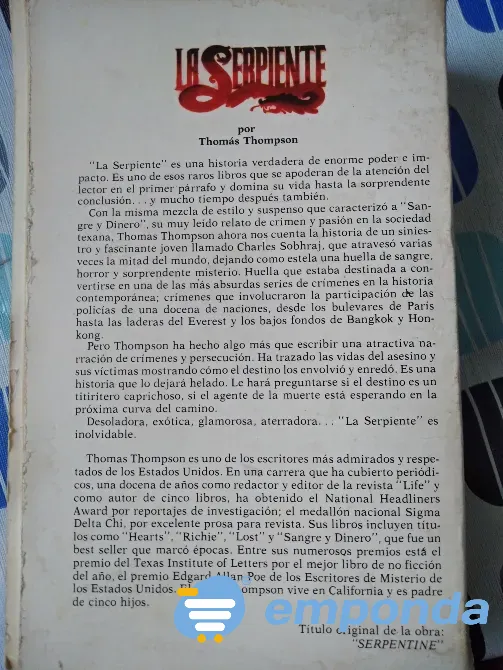 LA SERPIENTE
por
Thomás Thompson
"La Serpiente" es una historia verdadera de enorme poder e im-
pacto. Es uno de esos raros libros que se apoderan de la atención del
lector en el primer párrafo y domina su vida hasta la sorprendente
conclusión. . . y mucho tiempo después también.
Con la misma mezcla de estilo y suspenso que caracterizó a "San-
gre y Dinero", su muy leído relato de crimen y pasión en la sociedad
texana, Thomas Thompson ahora nos cuenta la historia de un sinies-
tro y fascinante joven llamado Charles Sobhraj, que atravesó varias
veces la mitad del mundo, dejando como estela una huella de sangre,
horror y sorprendente misterio. Huella que estaba destinada a con-
vertirse en una de las más absurdas series de crímenes en la historia
contemporánea; crímenes que involucraron la participación de las
policías de una docena de naciones, desde los bulevares de París
hasta las laderas del Everest y los bajos fondos de Bangkok y Hon-
kong.
Pero Thompson ha hecho algo más que escribir una atractiva na-
rración de crímenes y persecución. Ha trazado las vidas del asesino y
sus víctimas mostrando cómo el destino los envolvió y enredó. Es una
historia que lo dejará helado. Le hará preguntarse si el destino es un
titiritero caprichoso, si el agente de la muerte está esperando en la
próxima curva del camino.
Desoladora, exótica, glamorosa, aterradora. . . "La Serpiente" es
inolvidable.
Thomas Thompson es uno de los escritores más admirados y respe-
tados de los Estados Unidos. En una carrera que ha cubierto periódi-
cos, una docena de años como redactor y editor de la revista "Life" y
como autor de cinco libros, ha obtenido el National Headliners
Award por reportajes de investigación; el medallón nacional Sigma
Delta Chi, por excelente prosa para revista. Sus libros incluyen títu-
los como "Hearts", "Richie", "Lost" y "Sangre y Dinero", que fue un
best seller que marcó épocas. Entre sus numerosos premios está el
premio del Texas Institute of Letters por el mejor libro de no ficción
del año, el premio Edgard Allan Poe de los Escritores de Misterio de
los Estados Unidos. El Thompson vive en California y es padre
de cinco hijos.
emponda
Título original de la obra:
"SERPENTINE"